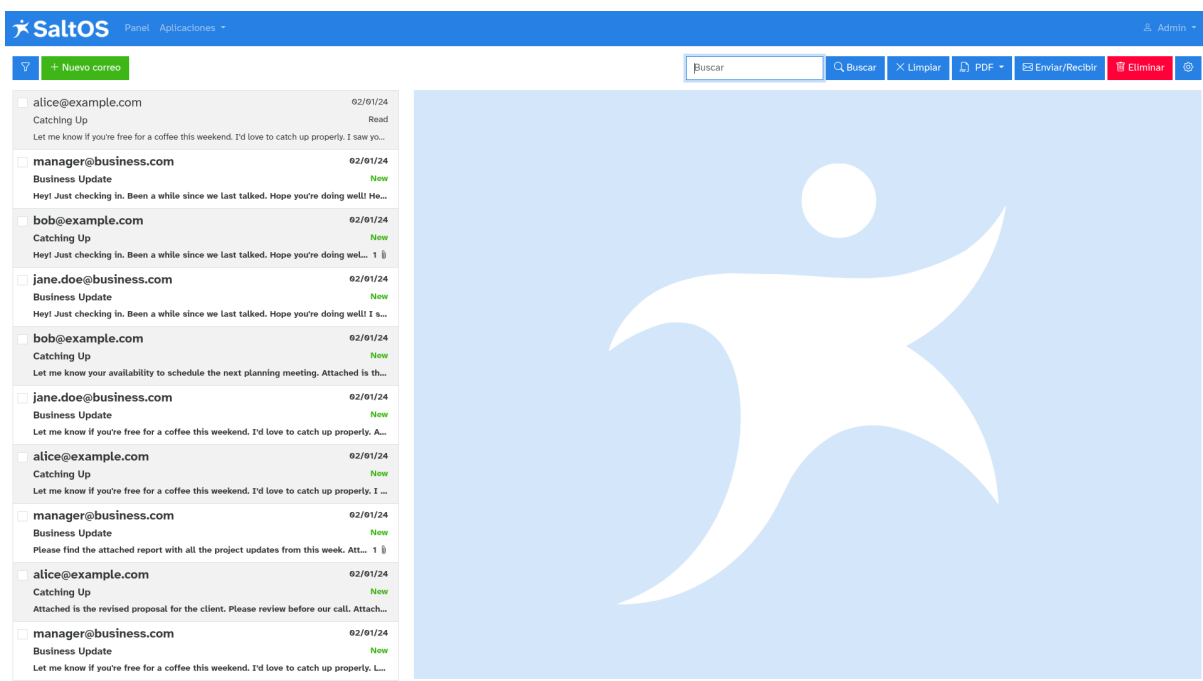 SaltOS Panel Aplicaciones Admin
+ Nuevo correo Buscar Buscar Limpiar PDF Enviar/Recibir Eliminar
alice@example.com 02/01/24
Catching Up Read
Let me know if you're free for a coffee this weekend. I'd love to catch up properly. I saw yo...
manager@business.com 02/01/24
Business Update New
Hey! Just checking in. Been a while since we last talked. Hope you're doing well! He...
bob@example.com 02/01/24
Catching Up New
Hey! Just checking in. Been a while since we last talked. Hope you're doing wel... 1
jane.doe@business.com 02/01/24
Business Update New
Hey! Just checking in. Been a while since we last talked. Hope you're doing well! I s...
bob@example.com 02/01/24
Catching Up New
Let me know your availability to schedule the next planning meeting. Attached is th...
jane.doe@business.com 02/01/24
Business Update New
Let me know if you're free for a coffee this weekend. I'd love to catch up properly. A...
alice@example.com 02/01/24
Catching Up New
Let me know if you're free for a coffee this weekend. I'd love to catch up properly. I ...
manager@business.com 02/01/24
Business Update New
Please find the attached report with all the project updates from this week. Att... 1
alice@example.com 02/01/24
Catching Up New
Attached is the revised proposal for the client. Please review before our call. Attach...
manager@business.com 02/01/24
Business Update New
Let me know if you're free for a coffee this weekend. I'd love to catch up properly. L...